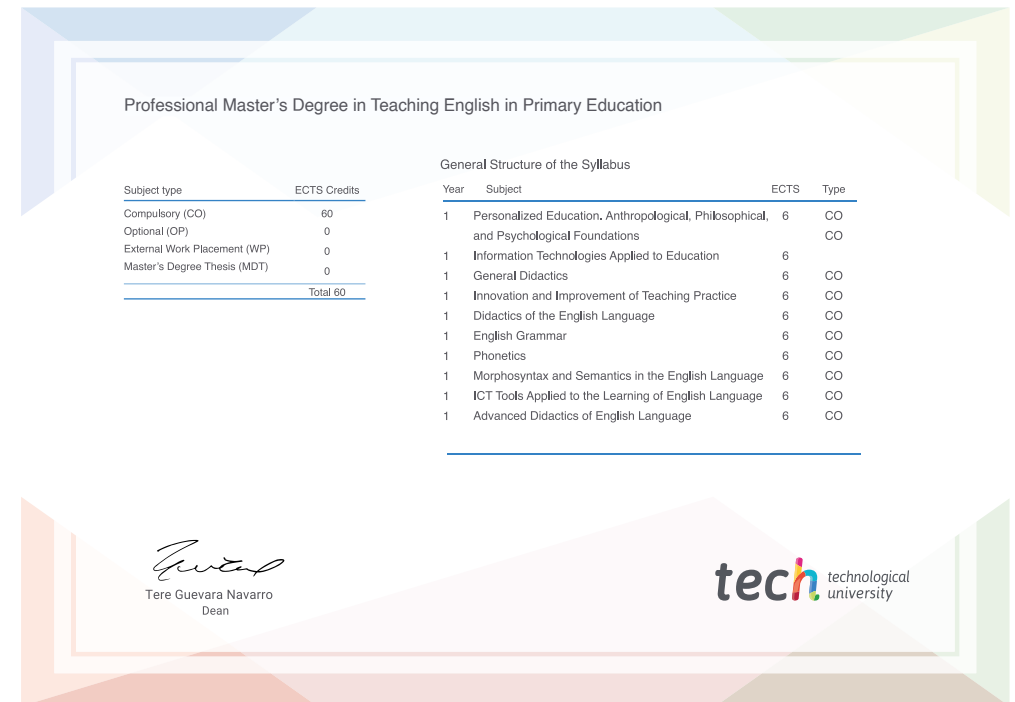 Professional Master's Degree in Teaching English in Primary Education
Subject type ECTS Credits
Compulsory (CO) 60
Optional (OP) 0
External Work Placement (WP) 0
Master's Degree Thesis (MDT) 0
Total 60
General Structure of the Syllabus
Year Subject ECTS Type
1 Personalized Education. Anthropological, Philosophical, 6 CO
and Psychological Foundations CO
1 Information Technologies Applied to Education 6
1 General Didactics 6 CO
1 Innovation and Improvement of Teaching Practice 6 CO
1 Didactics of the English Language 6 CO
1 English Grammar 6 CO
1 Phonetics 6 CO
1 Morphosyntax and Semantics in the English Language 6 CO
1 ICT Tools Applied to the Learning of English Language 6 CO
1 Advanced Didactics of English Language 6 CO
Tere Guevara Navarro
Dean
tech technological
university